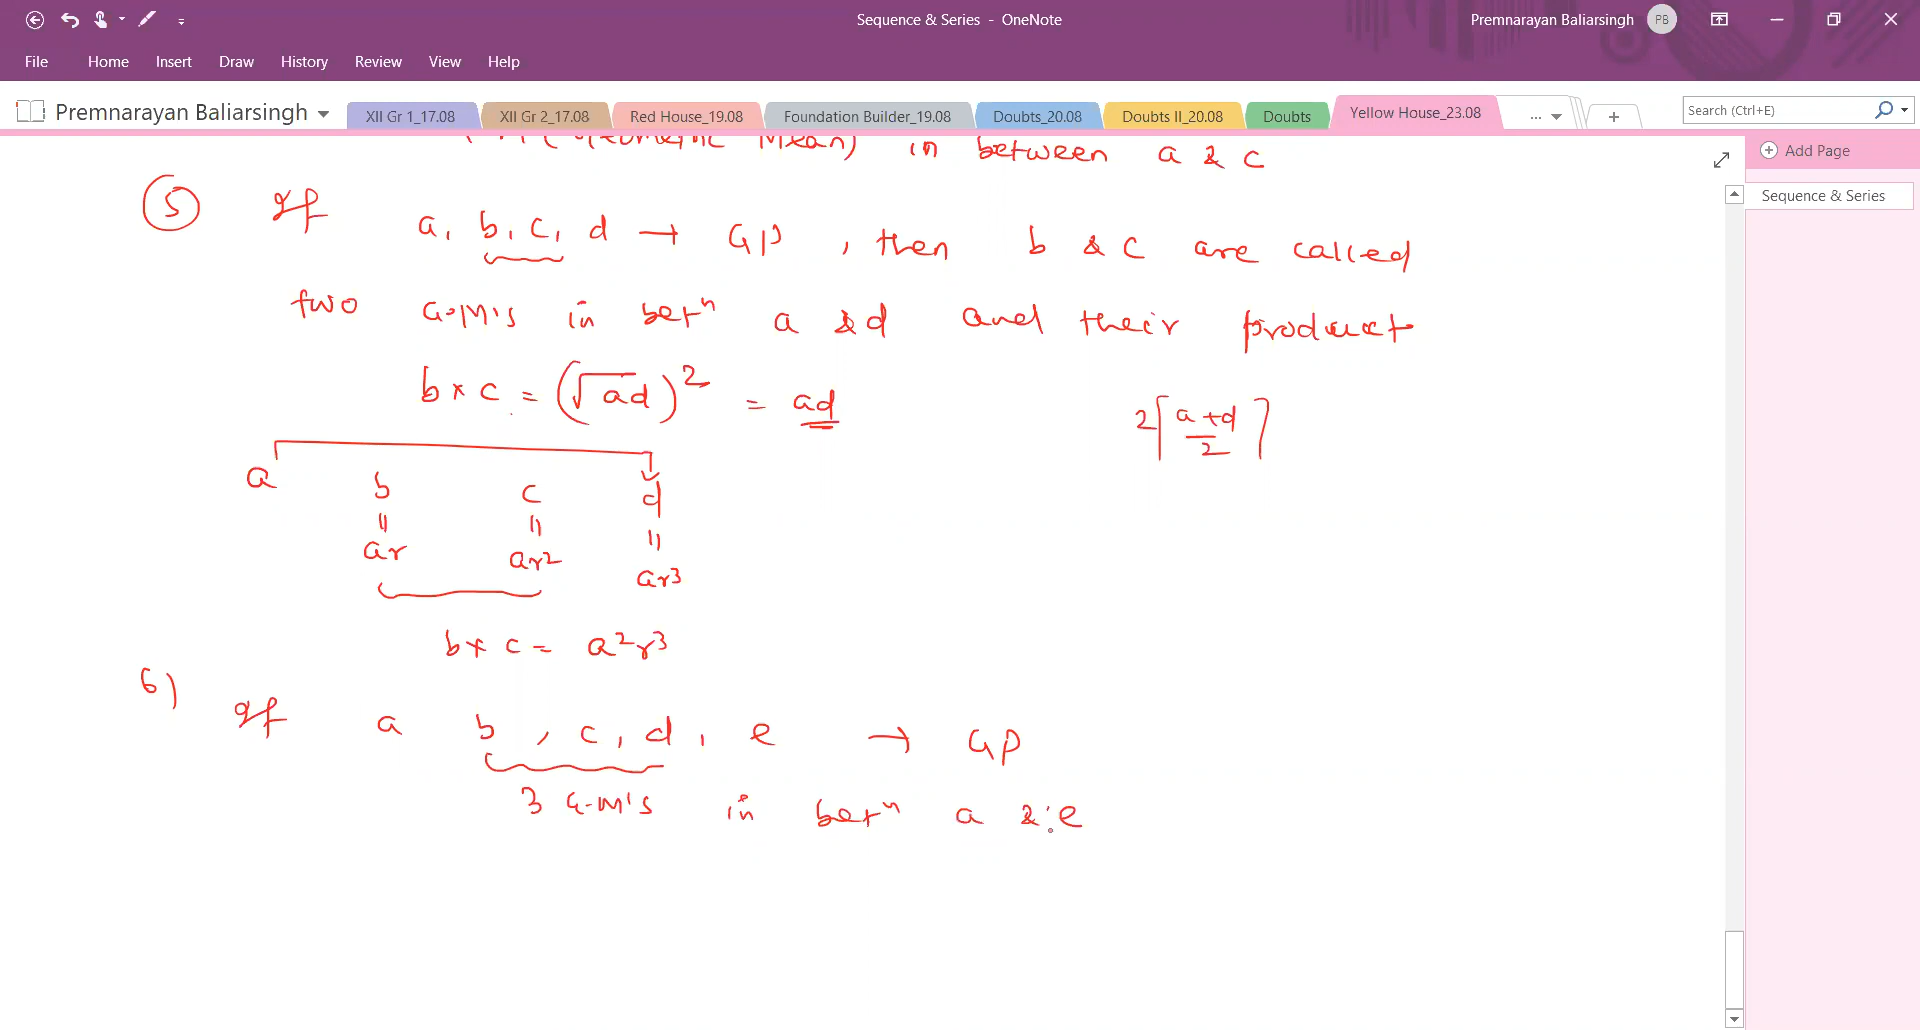 Sequence & Series - OneNote
Premnarayan Baliarsingh PB
File Home Insert Draw History Review View Help
Premnarayan Baliarsingh
XII Gr 1_17.08 XII Gr 2_17.08 Red House_19.08 Foundation Builder_19.08 Doubts_20.08 Doubts II_20.08 Doubts Yellow House_23.08 ... +
Search (Ctrl+E)
Add Page
Sequence & Series
(Geometric Mean) in between a & c
5 If a, b, c, d → GP, then b & c are called
two G.M's in betn a & d and their product
b × c = (√ad)² = ad
2[a+d/2]
a b c d
= = =
ar ar² ar³
b × c = a²r³
6)
If a b, c, d, e → GP
3 G.M's in betn a & e